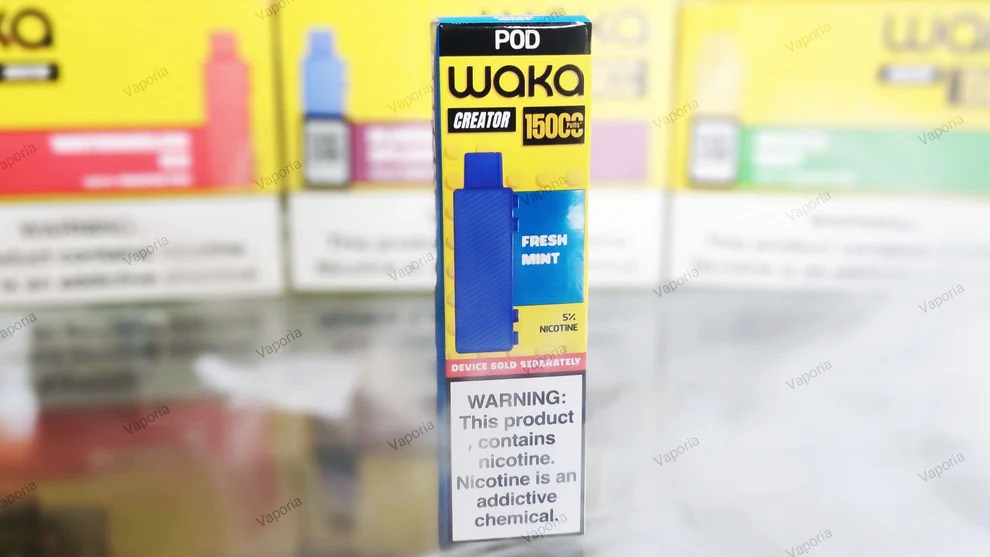 POD
WAKA
CREATOR
15000 Puffs
FRESH
MINT
5%
NICOTINE
DEVICE SOLD SEPARATELY
WARNING:
This product
contains
nicotine.
Nicotine is an
addictive
chemical.
Vaporia